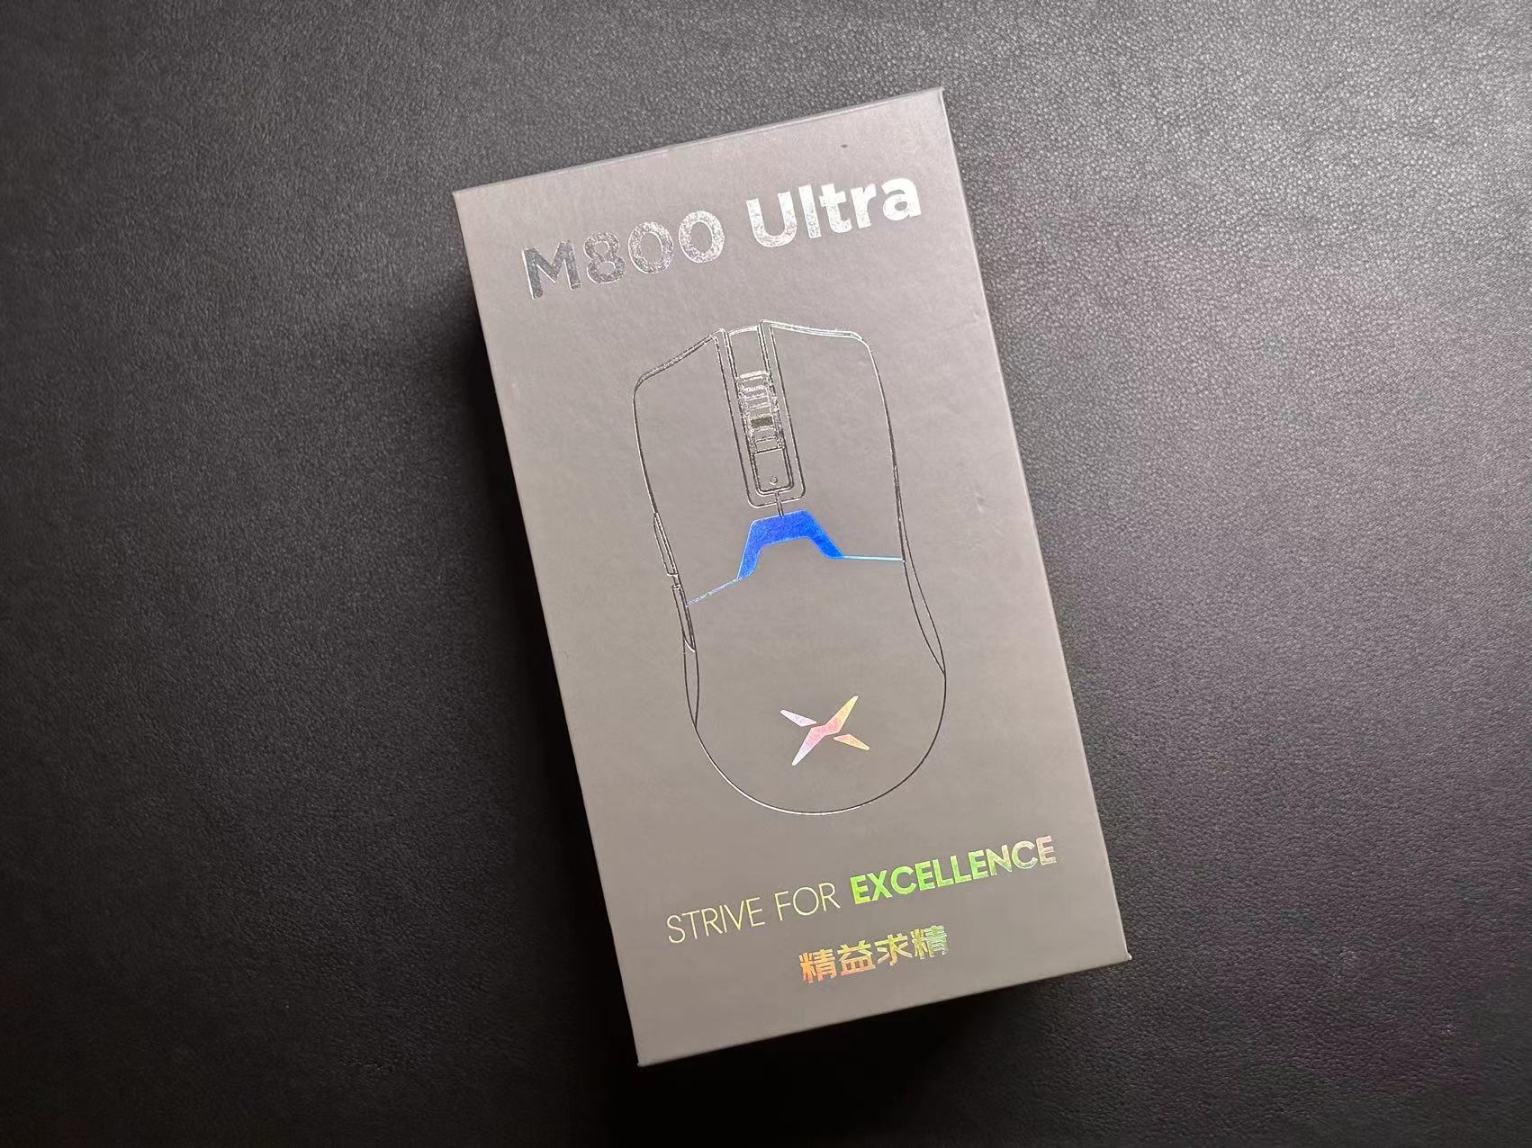 M800 Ultra
STRIVE FOR EXCELLENCE
精益求精